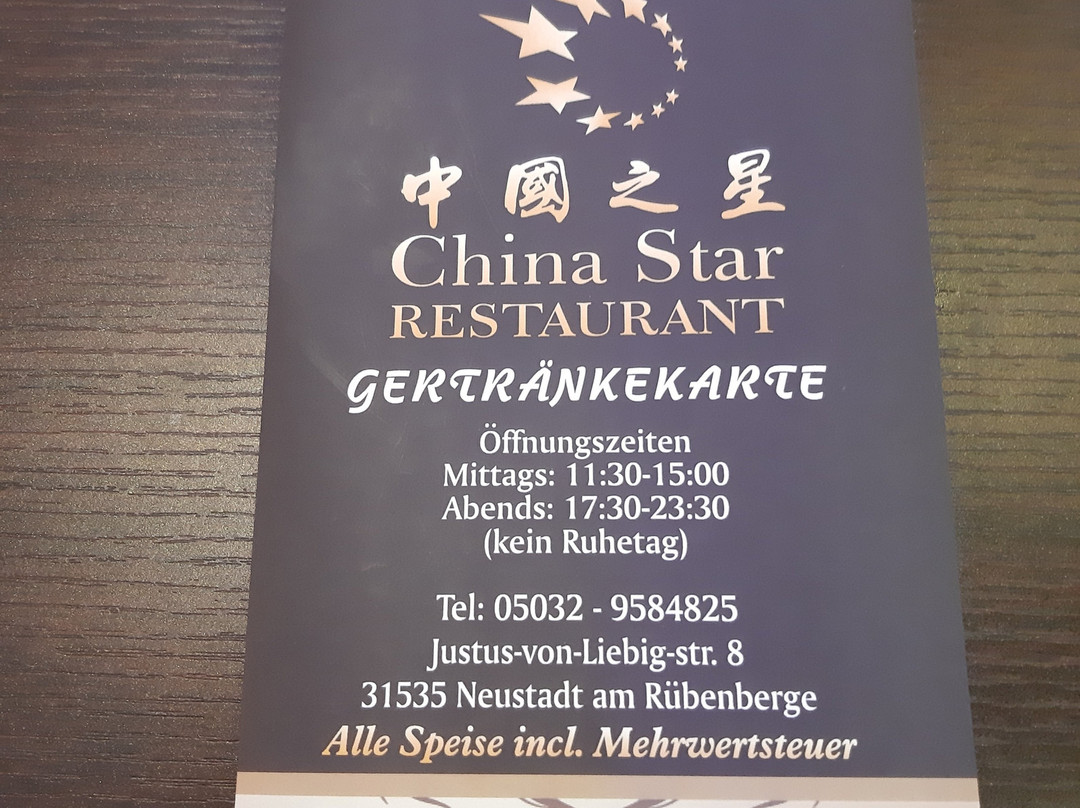 中國之星
China Star
RESTAURANT
GERTRÄNKEKARTE
Öffnungszeiten
Mittags: 11:30-15:00
Abends: 17:30-23:30
(kein Ruhetag)
Tel: 05032 - 9584825
Justus-von-Liebig-str. 8
31535 Neustadt am Rübenberge
Alle Speise incl. Mehrwertsteuer